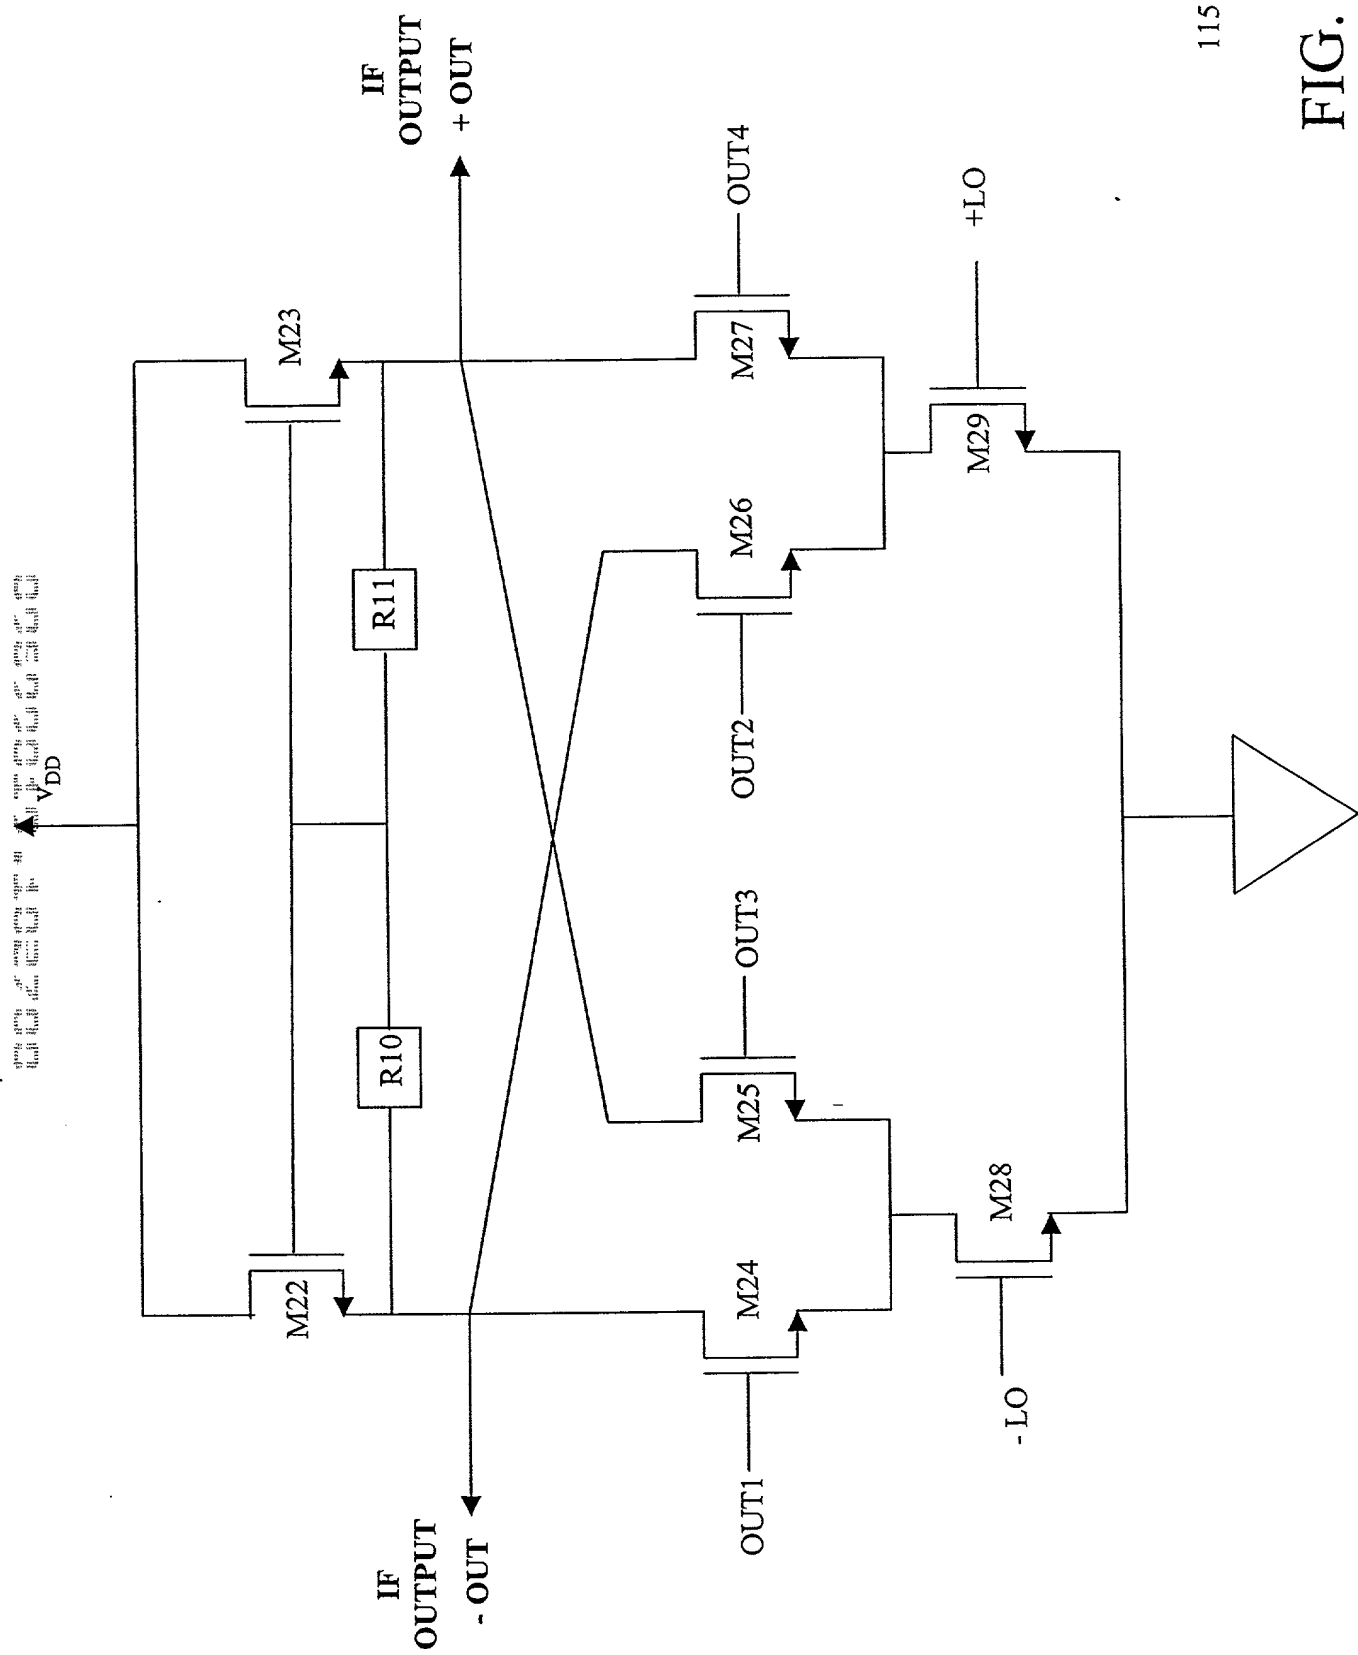 V_DD
M22
M23
R10
R11
IF
OUTPUT
- OUT
IF
OUTPUT
+ OUT
OUT1
M24
M25
OUT3
OUT2
M26
M27
OUT4
- LO
M28
M29
+LO
115
FIG.